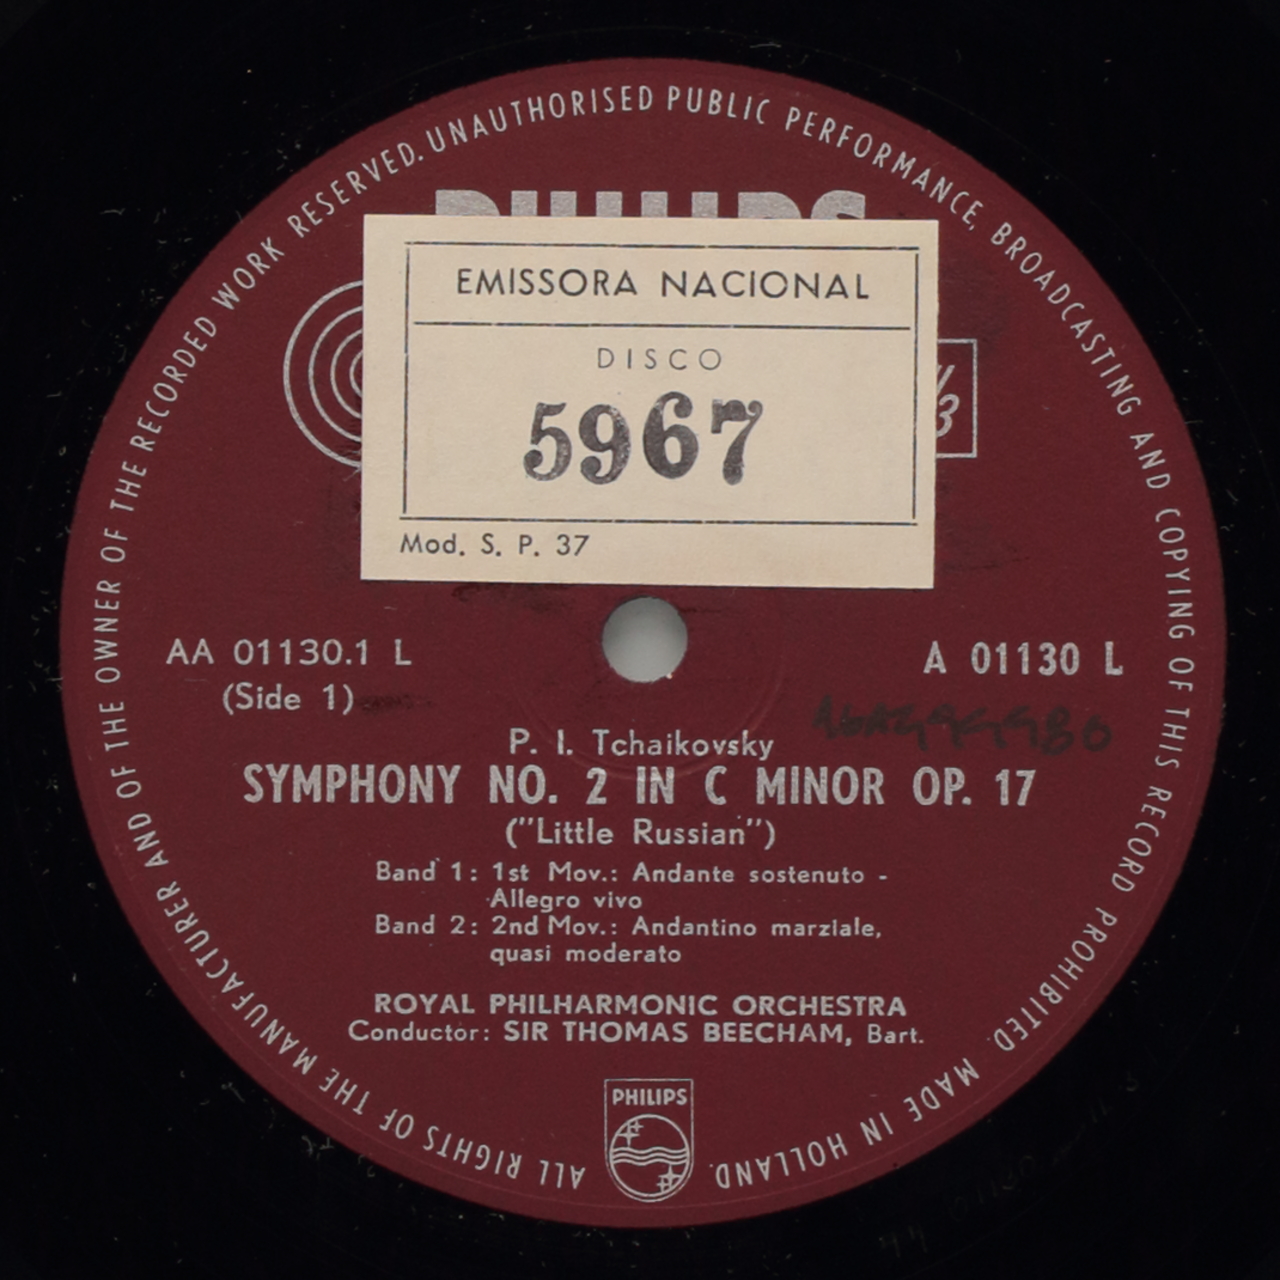 ALL RIGHTS OF THE MANUFACTURER AND OF THE OWNER OF THE RECORDED WORK RESERVED. UNAUTHORISED PUBLIC PERFORMANCE, BROADCASTING AND COPYING OF THIS RECORD PROHIBITED. MADE IN HOLLAND.
PHILIPS
EMISSORA NACIONAL
DISCO
5967
Mod. S. P. 37
AA 01130.1 L
(Side 1)
A 01130 L
P. I. Tchaikovsky
SYMPHONY NO. 2 IN C MINOR OP. 17
("Little Russian")
Band 1: 1st Mov.: Andante sostenuto -
Allegro vivo
Band 2: 2nd Mov.: Andantino marziale,
quasi moderato
ROYAL PHILHARMONIC ORCHESTRA
Conductor: SIR THOMAS BEECHAM, Bart.
PHILIPS